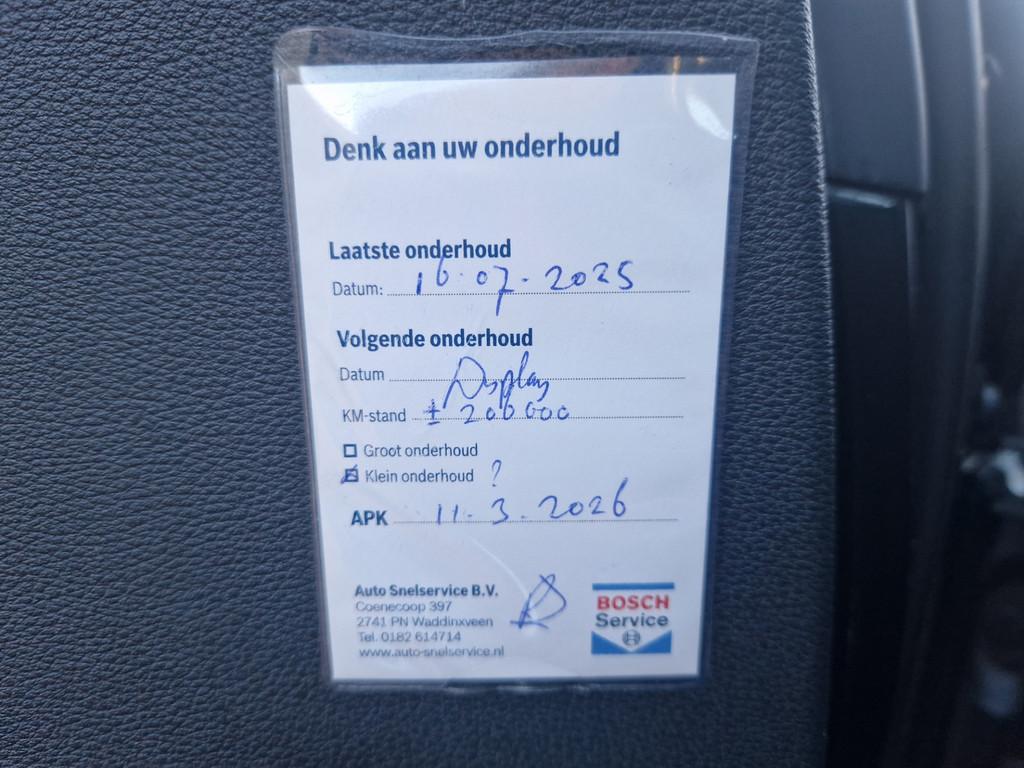 Denk aan uw onderhoud
Laatste onderhoud
Datum: 16.07.2025
Volgende onderhoud
Datum Display
KM-stand ± 200000
Groot onderhoud
Klein onderhoud ?
APK 11.3.2026
Auto Snelservice B.V.
Coenecoop 397
2741 PN Waddinxveen
Tel. 0182 614714
www.auto-snelservice.nl
BOSCH
Service